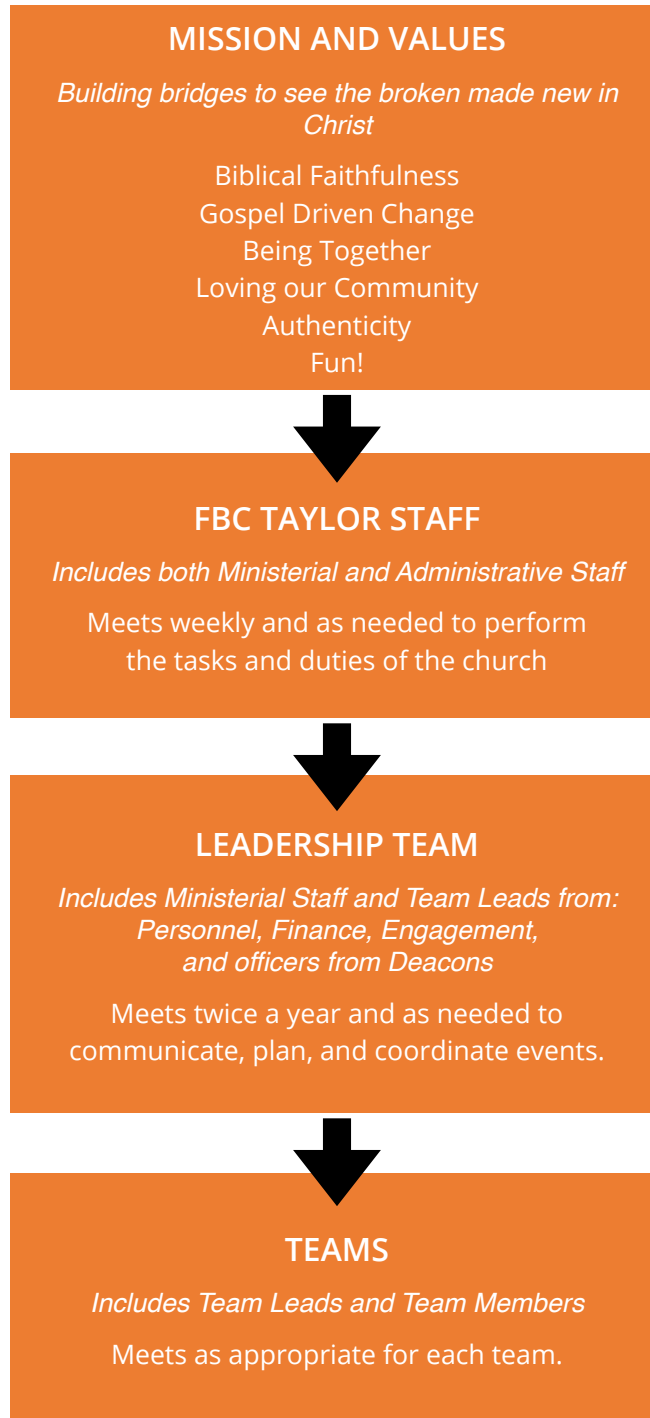 MISSION AND VALUES
Building bridges to see the broken made new in
Christ
Biblical Faithfulness
Gospel Driven Change
Being Together
Loving our Community
Authenticity
Fun!
FBC TAYLOR STAFF
Includes both Ministerial and Administrative Staff
Meets weekly and as needed to perform
the tasks and duties of the church
LEADERSHIP TEAM
Includes Ministerial Staff and Team Leads from:
Personnel, Finance, Engagement,
and officers from Deacons
Meets twice a year and as needed to
communicate, plan, and coordinate events.
TEAMS
Includes Team Leads and Team Members
Meets as appropriate for each team.